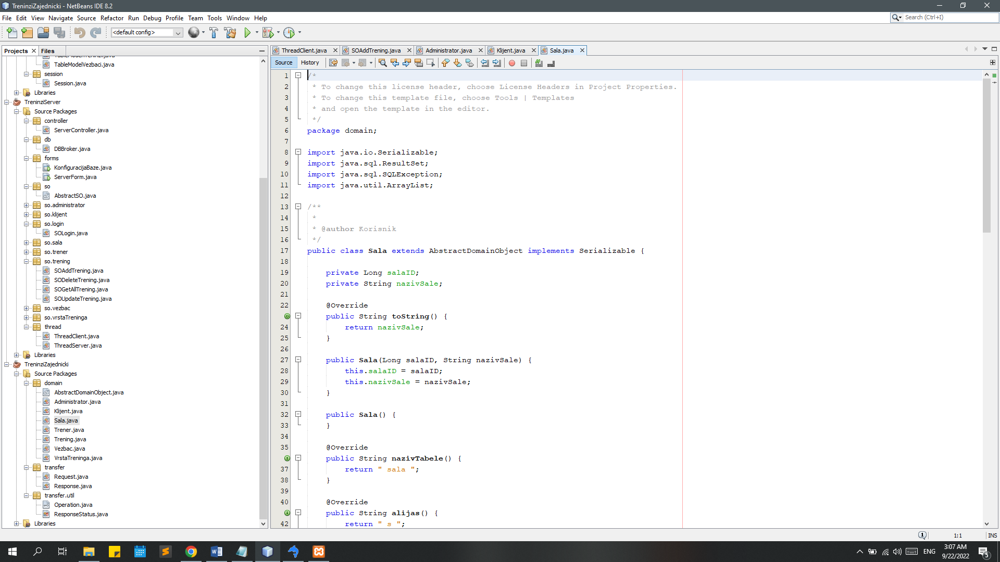 TreninziZajednicki - NetBeans IDE 8.2
File Edit View Navigate Source Refactor Run Debug Profile Team Tools Window Help
Search (Ctrl+I)
<default config>
Projects Files
TableModelTreninzi.java
TableModelVezbaci.java
session
Session.java
Libraries
TreninziServer
Source Packages
controller
ServerController.java
db
DBBroker.java
forms
KonfiguracijaBaze.java
ServerForm.java
so
AbstractSO.java
so.administrator
so.klijent
so.login
SOLogin.java
so.sala
so.trener
so.trening
SOAddTrening.java
SODeleteTrening.java
SOGetAllTrening.java
SOUpdateTrening.java
so.vezbac
so.vrstaTreninga
thread
ThreadClient.java
ThreadServer.java
Libraries
TreninziZajednicki
Source Packages
domain
AbstractDomainObject.java
Administrator.java
Klijent.java
Sala.java
Trener.java
Trening.java
Vezbac.java
VrstaTreninga.java
transfer
Request.java
Response.java
transfer.util
Operation.java
ResponseStatus.java
Libraries
ThreadClient.java SOAddTrening.java Administrator.java Klijent.java Sala.java
Source History
1 /*
2 * To change this license header, choose License Headers in Project Properties.
3 * To change this template file, choose Tools | Templates
4 * and open the template in the editor.
5 */
6 package domain;
7
8 import java.io.Serializable;
9 import java.sql.ResultSet;
10 import java.sql.SQLException;
11 import java.util.ArrayList;
12
13 /**
14 *
15 * @author Korisnik
16 */
17 public class Sala extends AbstractDomainObject implements Serializable {
18
19 private Long salaID;
20 private String nazivSale;
21
22 @Override
public String toString() {
24 return nazivSale;
25 }
26
27 public Sala(Long salaID, String nazivSale) {
28 this.salaID = salaID;
29 this.nazivSale = nazivSale;
30 }
31
32 public Sala() {
33 }
34
35 @Override
public String nazivTabele() {
37 return " sala ";
38 }
39
40 @Override
public String alijas() {
42 return " s ";
1
1:1
INS
ENG
3:07 AM
9/22/2022
5